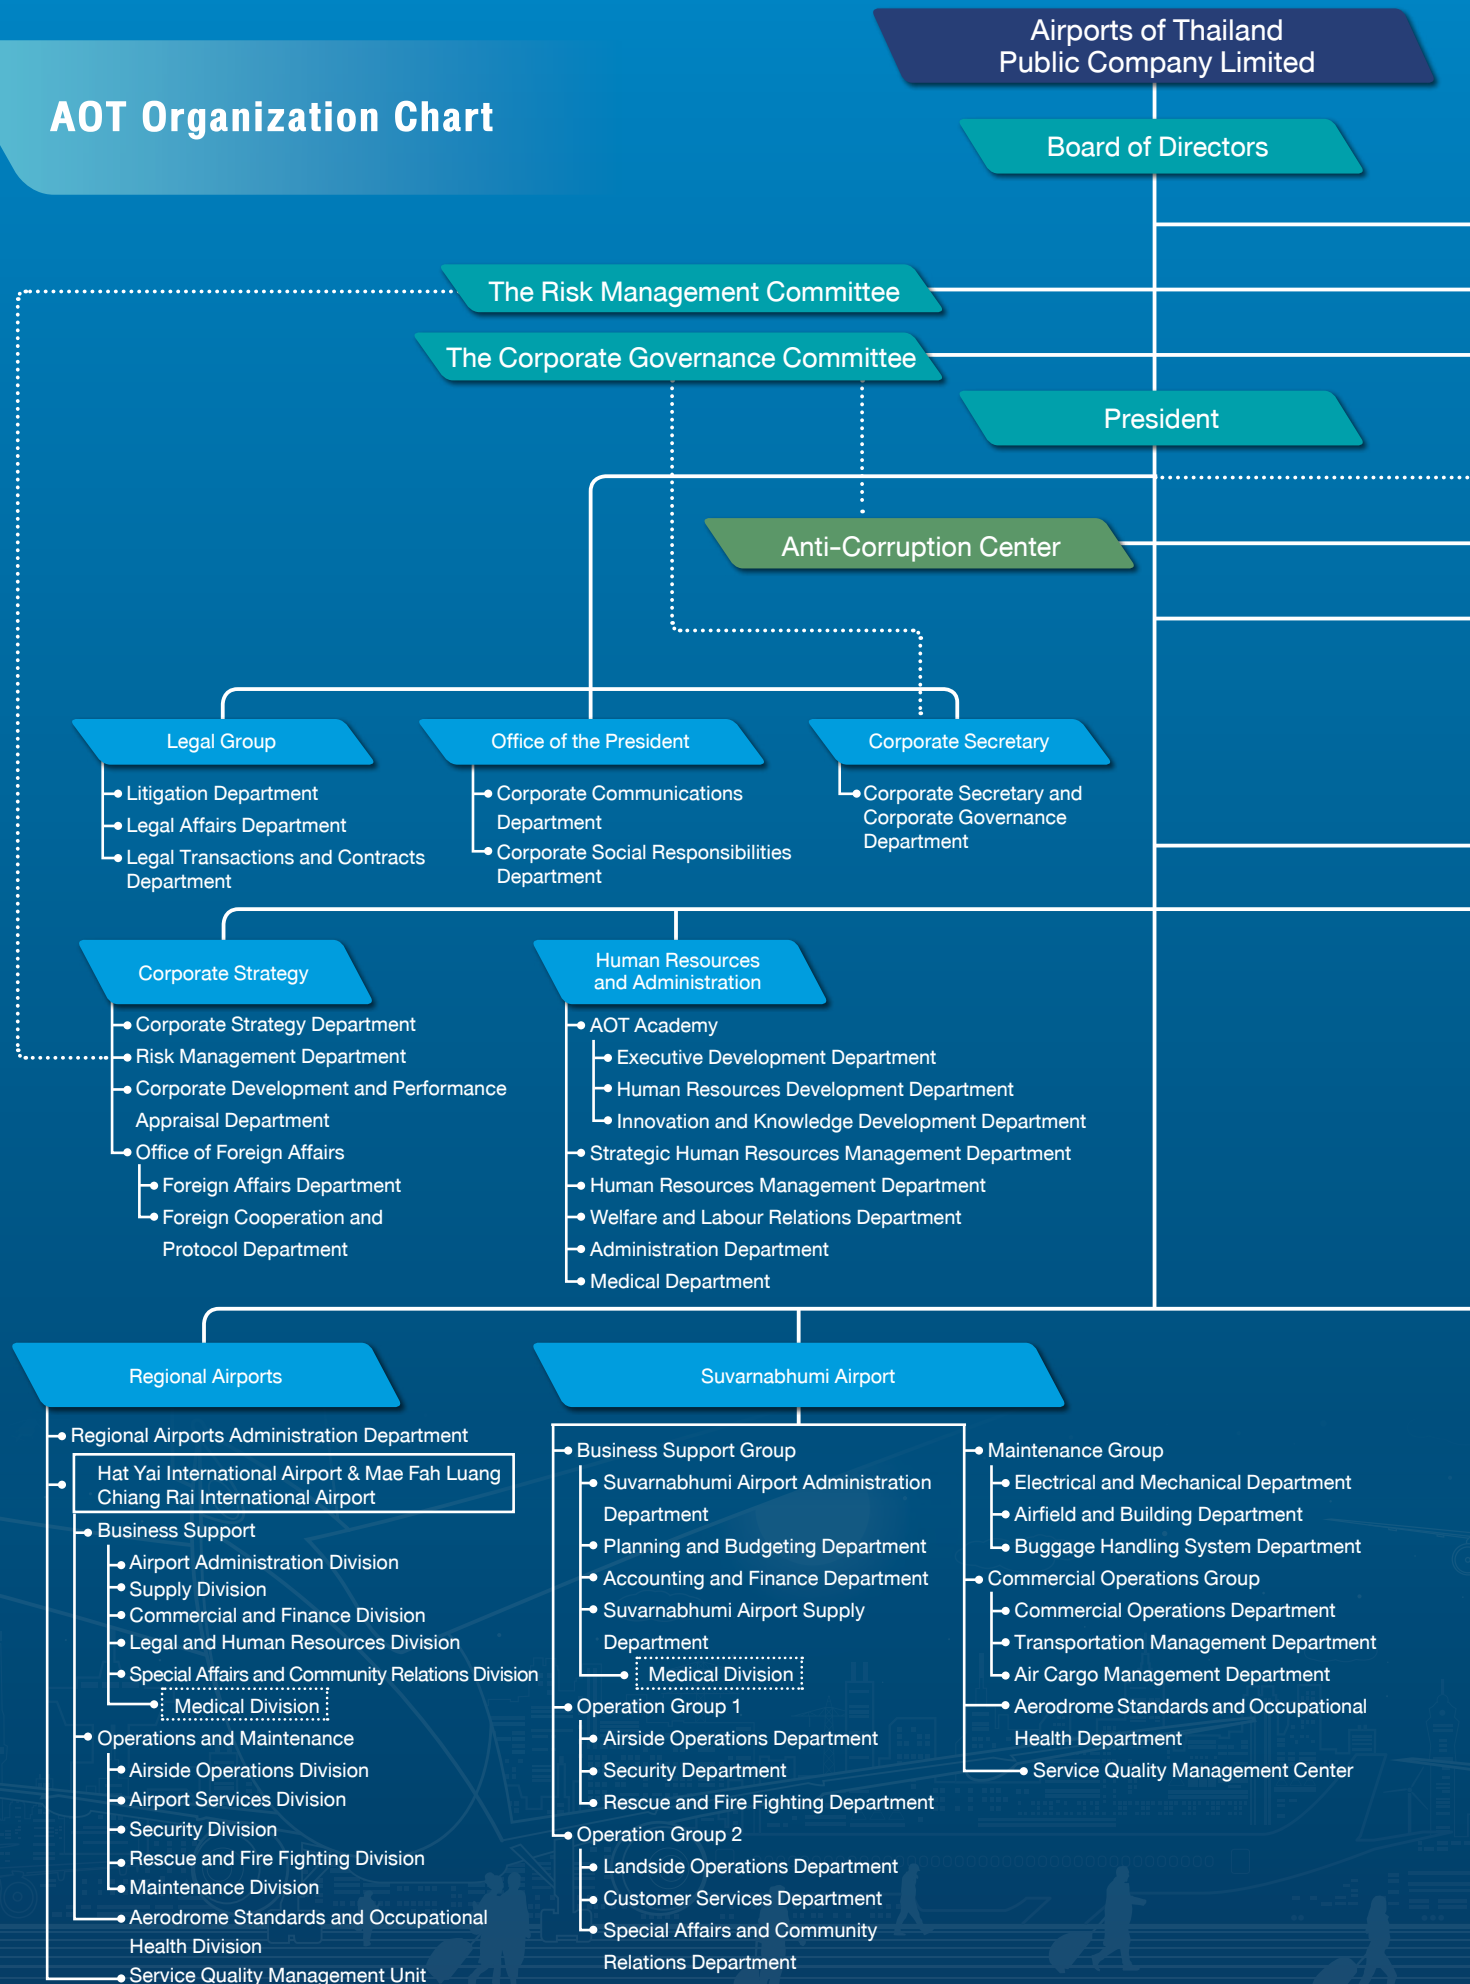 AOT Organization Chart
Airports of Thailand
Public Company Limited
Board of Directors
The Risk Management Committee
The Corporate Governance Committee
President
Anti-Corruption Center
Legal Group
Litigation Department
Legal Affairs Department
Legal Transactions and Contracts
Department
Office of the President
Corporate Communications
Department
Corporate Social Responsibilities
Department
Corporate Secretary
Corporate Secretary and
Corporate Governance
Department
Corporate Strategy
Corporate Strategy Department
Risk Management Department
Corporate Development and Performance
Appraisal Department
Office of Foreign Affairs
Foreign Affairs Department
Foreign Cooperation and
Protocol Department
Human Resources
and Administration
AOT Academy
Executive Development Department
Human Resources Development Department
Innovation and Knowledge Development Department
Strategic Human Resources Management Department
Human Resources Management Department
Welfare and Labour Relations Department
Administration Department
Medical Department
Regional Airports
Regional Airports Administration Department
Hat Yai International Airport & Mae Fah Luang
Chiang Rai International Airport
Business Support
Airport Administration Division
Supply Division
Commercial and Finance Division
Legal and Human Resources Division
Special Affairs and Community Relations Division
Medical Division
Operations and Maintenance
Airside Operations Division
Airport Services Division
Security Division
Rescue and Fire Fighting Division
Maintenance Division
Aerodrome Standards and Occupational
Health Division
Service Quality Management Unit
Suvarnabhumi Airport
Business Support Group
Suvarnabhumi Airport Administration
Department
Planning and Budgeting Department
Accounting and Finance Department
Suvarnabhumi Airport Supply
Department
Medical Division
Operation Group 1
Airside Operations Department
Security Department
Rescue and Fire Fighting Department
Operation Group 2
Landside Operations Department
Customer Services Department
Special Affairs and Community
Relations Department
Maintenance Group
Electrical and Mechanical Department
Airfield and Building Department
Buggage Handling System Department
Commercial Operations Group
Commercial Operations Department
Transportation Management Department
Air Cargo Management Department
Aerodrome Standards and Occupational
Health Department
Service Quality Management Center